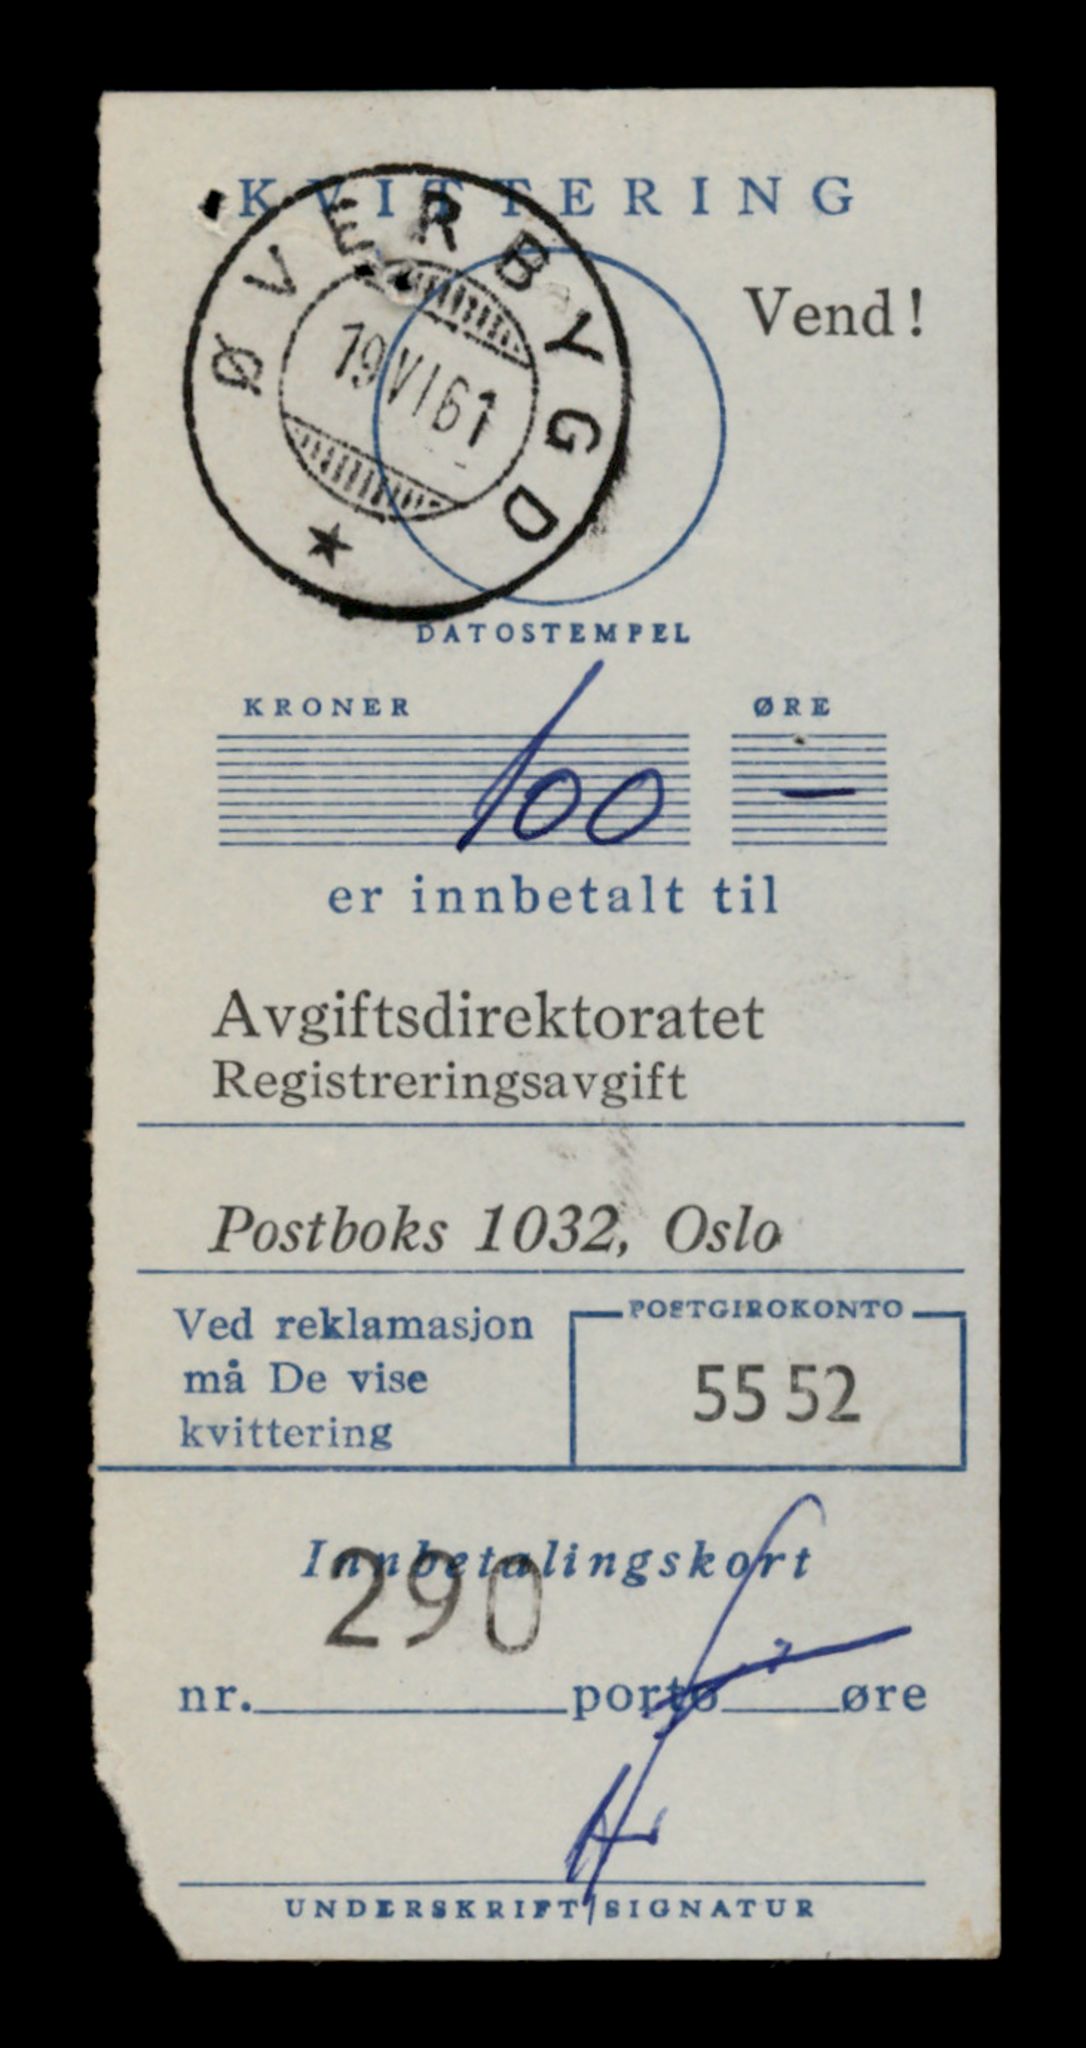 KVITTERING
ØVERBYGD
Vend!
19 VI 61
DATOSTEMPEL
KRONER ØRE
100 —
er innbetalt til
Avgiftsdirektoratet
Registreringsavgift
Postboks 1032, Oslo
Ved reklamasjon
må De vise
kvittering
POSTGIROKONTO
55 52
Innbetalingskort
290
nr. porto øre
UNDERSKRIFT/SIGNATUR